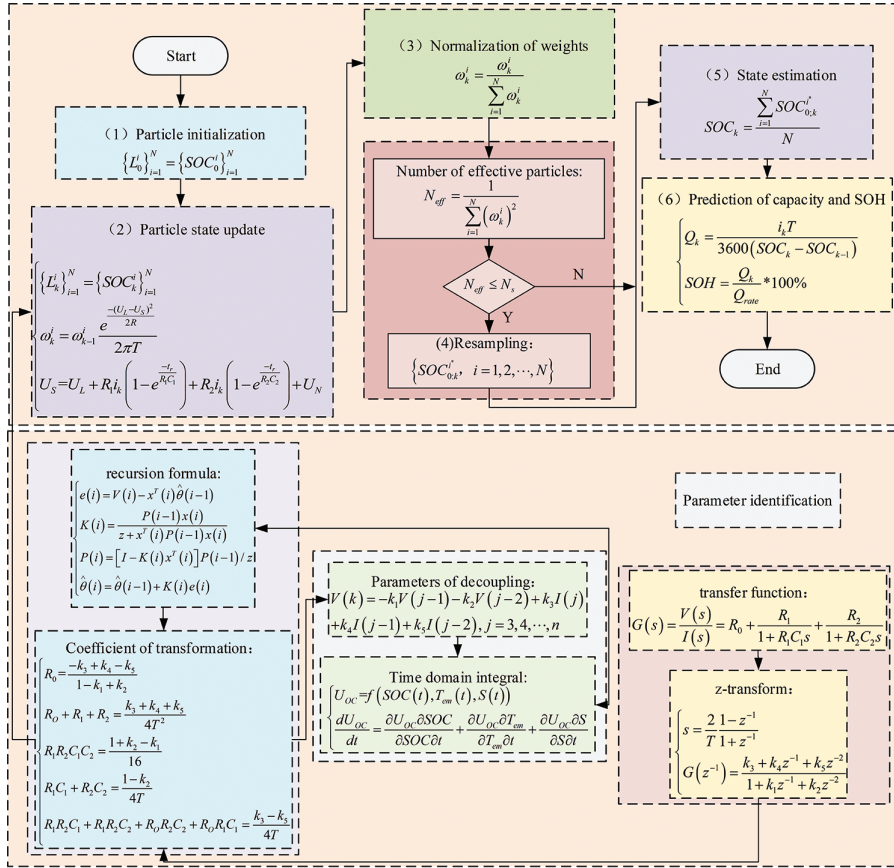 Start
（1）Particle initialization
{L_0^i}_{i=1}^N = {SOC_0^i}_{i=1}^N
（2）Particle state update
{L_k^i}_{i=1}^N = {SOC_k^i}_{i=1}^N
ω_k^i = ω_{k-1}^i e^{-(U_L-U_S)^2/2R} / 2πT
U_S=U_L + R_1 i_k (1-e^{-t_r/R_1C_1}) + R_2 i_k (1-e^{-t_r/R_2C_2}) + U_N
（3）Normalization of weights
ω_k^i = ω_k^i / Σ_{i=1}^N ω_k^i
Number of effective particles:
N_eff = 1 / Σ_{i=1}^N (ω_k^i)^2
N_eff ≤ N_s
N
Y
(4)Resampling:
{SOC_{0:k}^{i*}, i=1,2,⋯,N}
（5）State estimation
SOC_k = Σ_{i=1}^N SOC_{0;k}^{i*} / N
（6）Prediction of capacity and SOH
Q_k = i_k T / 3600(SOC_k − SOC_{k-1})
SOH = Q_k / Q_rate *100%
End
recursion formula:
e(i)=V(i)−x^T(i)θ̂(i−1)
K(i)= P(i−1)x(i) / z+x^T(i)P(i−1)x(i)
P(i)=[I−K(i)x^T(i)]P(i−1)/z
θ̂(i)=θ̂(i−1)+K(i)e(i)
Coefficient of transformation:
R_0 = −k_3+k_4−k_5 / 1−k_1+k_2
R_O + R_1 + R_2 = k_3+k_4+k_5 / 4T^2
R_1R_2C_1C_2 = 1+k_2−k_1 / 16
R_1C_1 + R_2C_2 = 1−k_2 / 4T
R_1R_2C_1 + R_1R_2C_2 + R_OR_2C_2 + R_OR_1C_1 = k_3−k_5 / 4T
Parameters of decoupling:
V(k)=−k_1V(j−1)−k_2V(j−2)+k_3I(j)
+k_4I(j−1)+k_5I(j−2), j=3,4,⋯,n
Time domain integral:
U_OC=f(SOC(t),T_em(t),S(t))
dU_OC/dt = ∂U_OC∂SOC/∂SOC∂t + ∂U_OC∂T_em/∂T_em∂t + ∂U_OC∂S/∂S∂t
Parameter identification
transfer function:
G(s)= V(s)/I(s) = R_0 + R_1/1+R_1C_1s + R_2/1+R_2C_2s
z-transform:
s = 2/T 1−z^{-1}/1+z^{-1}
G(z^{-1})= k_3+k_4z^{-1}+k_5z^{-2} / 1+k_1z^{-1}+k_2z^{-2}